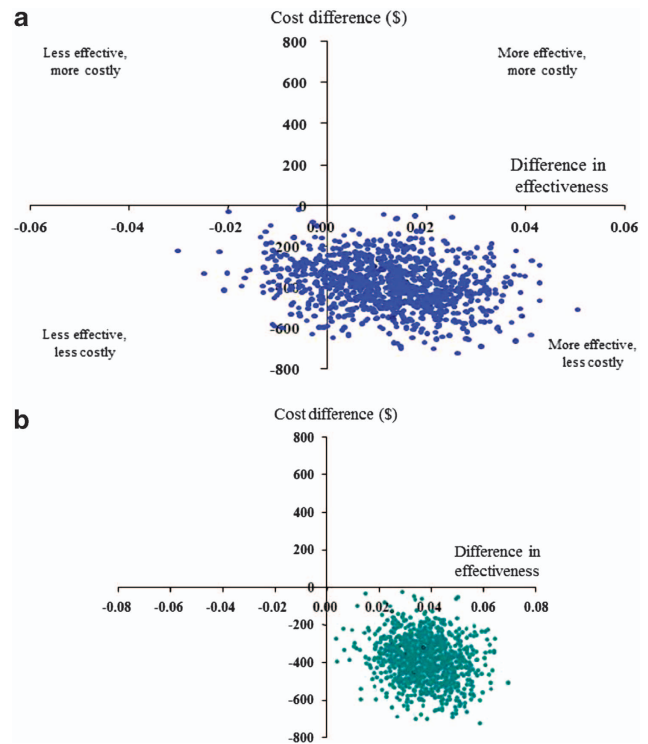 a
Cost difference ($)
800
Less effective,
more costly
More effective,
more costly
600
400
200
Difference in
effectiveness
0
-0.06 -0.04 -0.02 0.00 0.02 0.04 0.06
-200
-400
-600
Less effective,
less costly
More effective,
less costly
-800
b
Cost difference ($)
800
600
400
200
Difference in
effectiveness
0
-0.08 -0.06 -0.04 -0.02 0.00 0.02 0.04 0.06 0.08
-200
-400
-600
-800